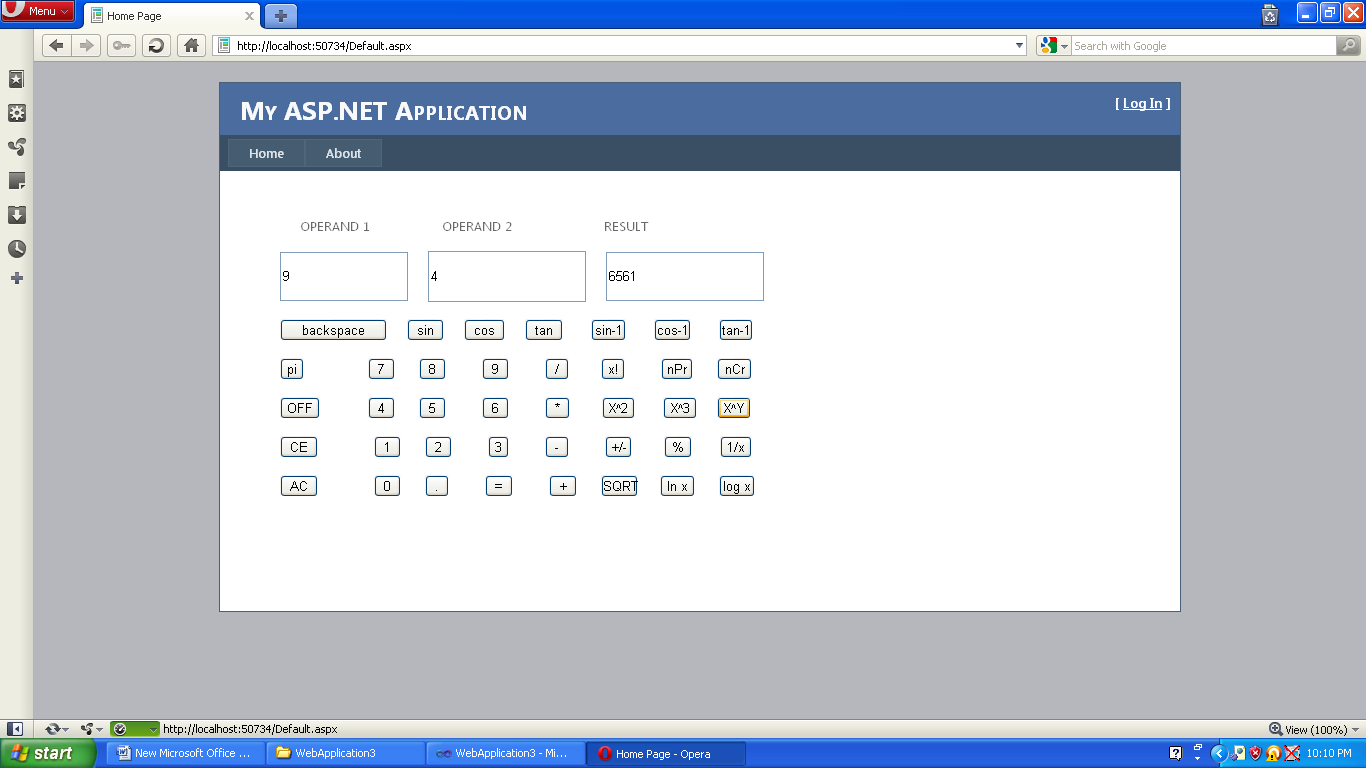 Menu
Home Page
http://localhost:50734/Default.aspx
Search with Google
MY ASP.NET APPLICATION
[ Log In ]
Home About
OPERAND 1 OPERAND 2 RESULT
9 4 6561
backspace sin cos tan sin-1 cos-1 tan-1
pi 7 8 9 / x! nPr nCr
OFF 4 5 6 * X^2 X^3 X^Y
CE 1 2 3 - +/- % 1/x
AC 0 . = + SQRT ln x log x
http://localhost:50734/Default.aspx
View (100%)
start
New Microsoft Office ...
WebApplication3
WebApplication3 - Mi...
Home Page - Opera
10:10 PM